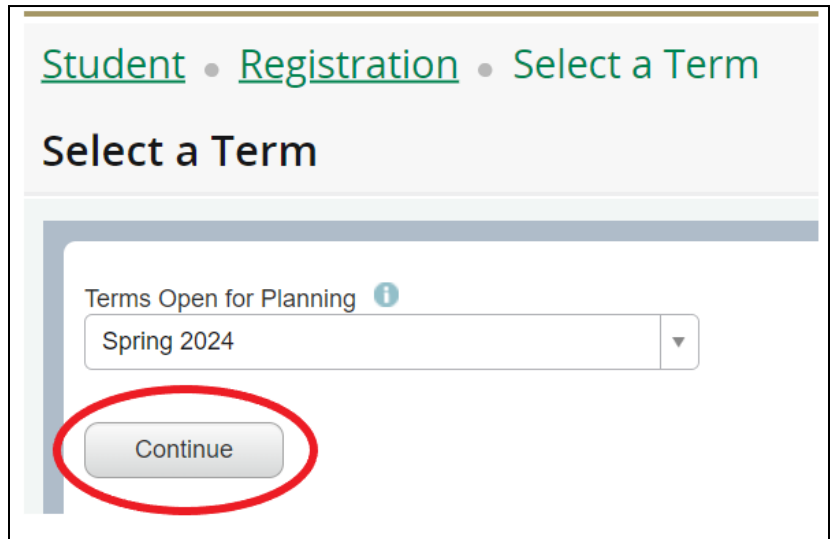 Student • Registration • Select a Term
Select a Term
Terms Open for Planning
Spring 2024
Continue